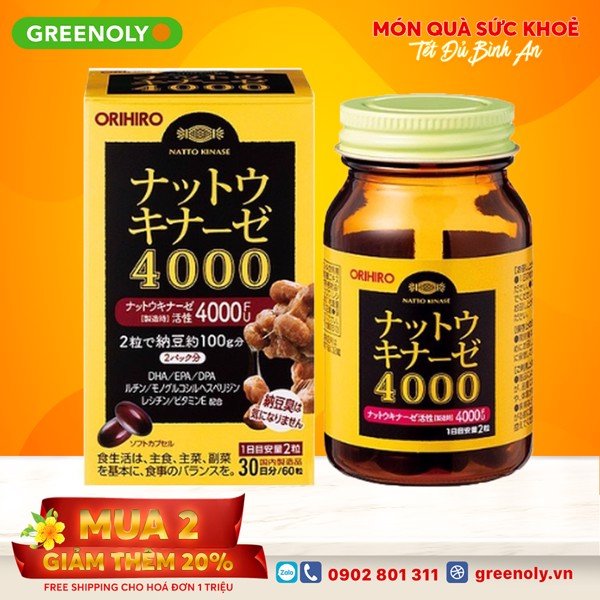 GREENOLY
MÓN QUÀ SỨC KHOẺ
Tết Đủ Bình An
ORIHIRO
NATTO KINASE
ナットウ
キナーゼ
4000
ナットウキナーゼ
[製造時]活性 4000FU
2粒で納豆約100g分
(2パック分)
DHA/EPA/DPA
ルチン/モノグルコシルヘスペリジン
レシチン/ビタミンE 配合
納豆臭は
気になりません
ソフトカプセル
1日目安量2粒
食生活は、主食、主菜、副菜
を基本に、食事のバランスを。
国内製造品
30日分/60粒
ORIHIRO
NATTO KINASE
ナットウ
キナーゼ
4000
ナットウキナーゼ活性[製造時]4000FU
1日目安量2粒
MUA 2
GIẢM THÊM 20%
FREE SHIPPING CHO HOÁ ĐƠN 1 TRIỆU
Zalo
0902 801 311
greenoly.vn